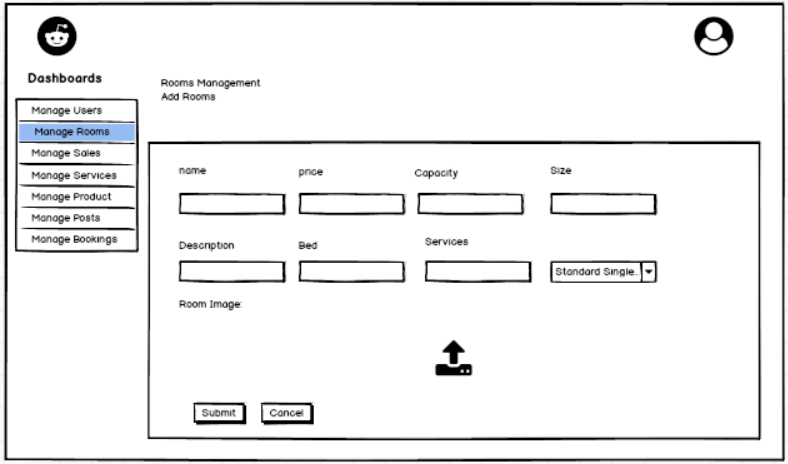 Dashboards
Rooms Management
Add Rooms
Manage Users
Manage Rooms
Manage Sales
Manage Services
Manage Product
Manage Posts
Manage Bookings
name
price
Capacity
Size
Description
Bed
Services
Standard Single..
Room Image:
Submit
Cancel